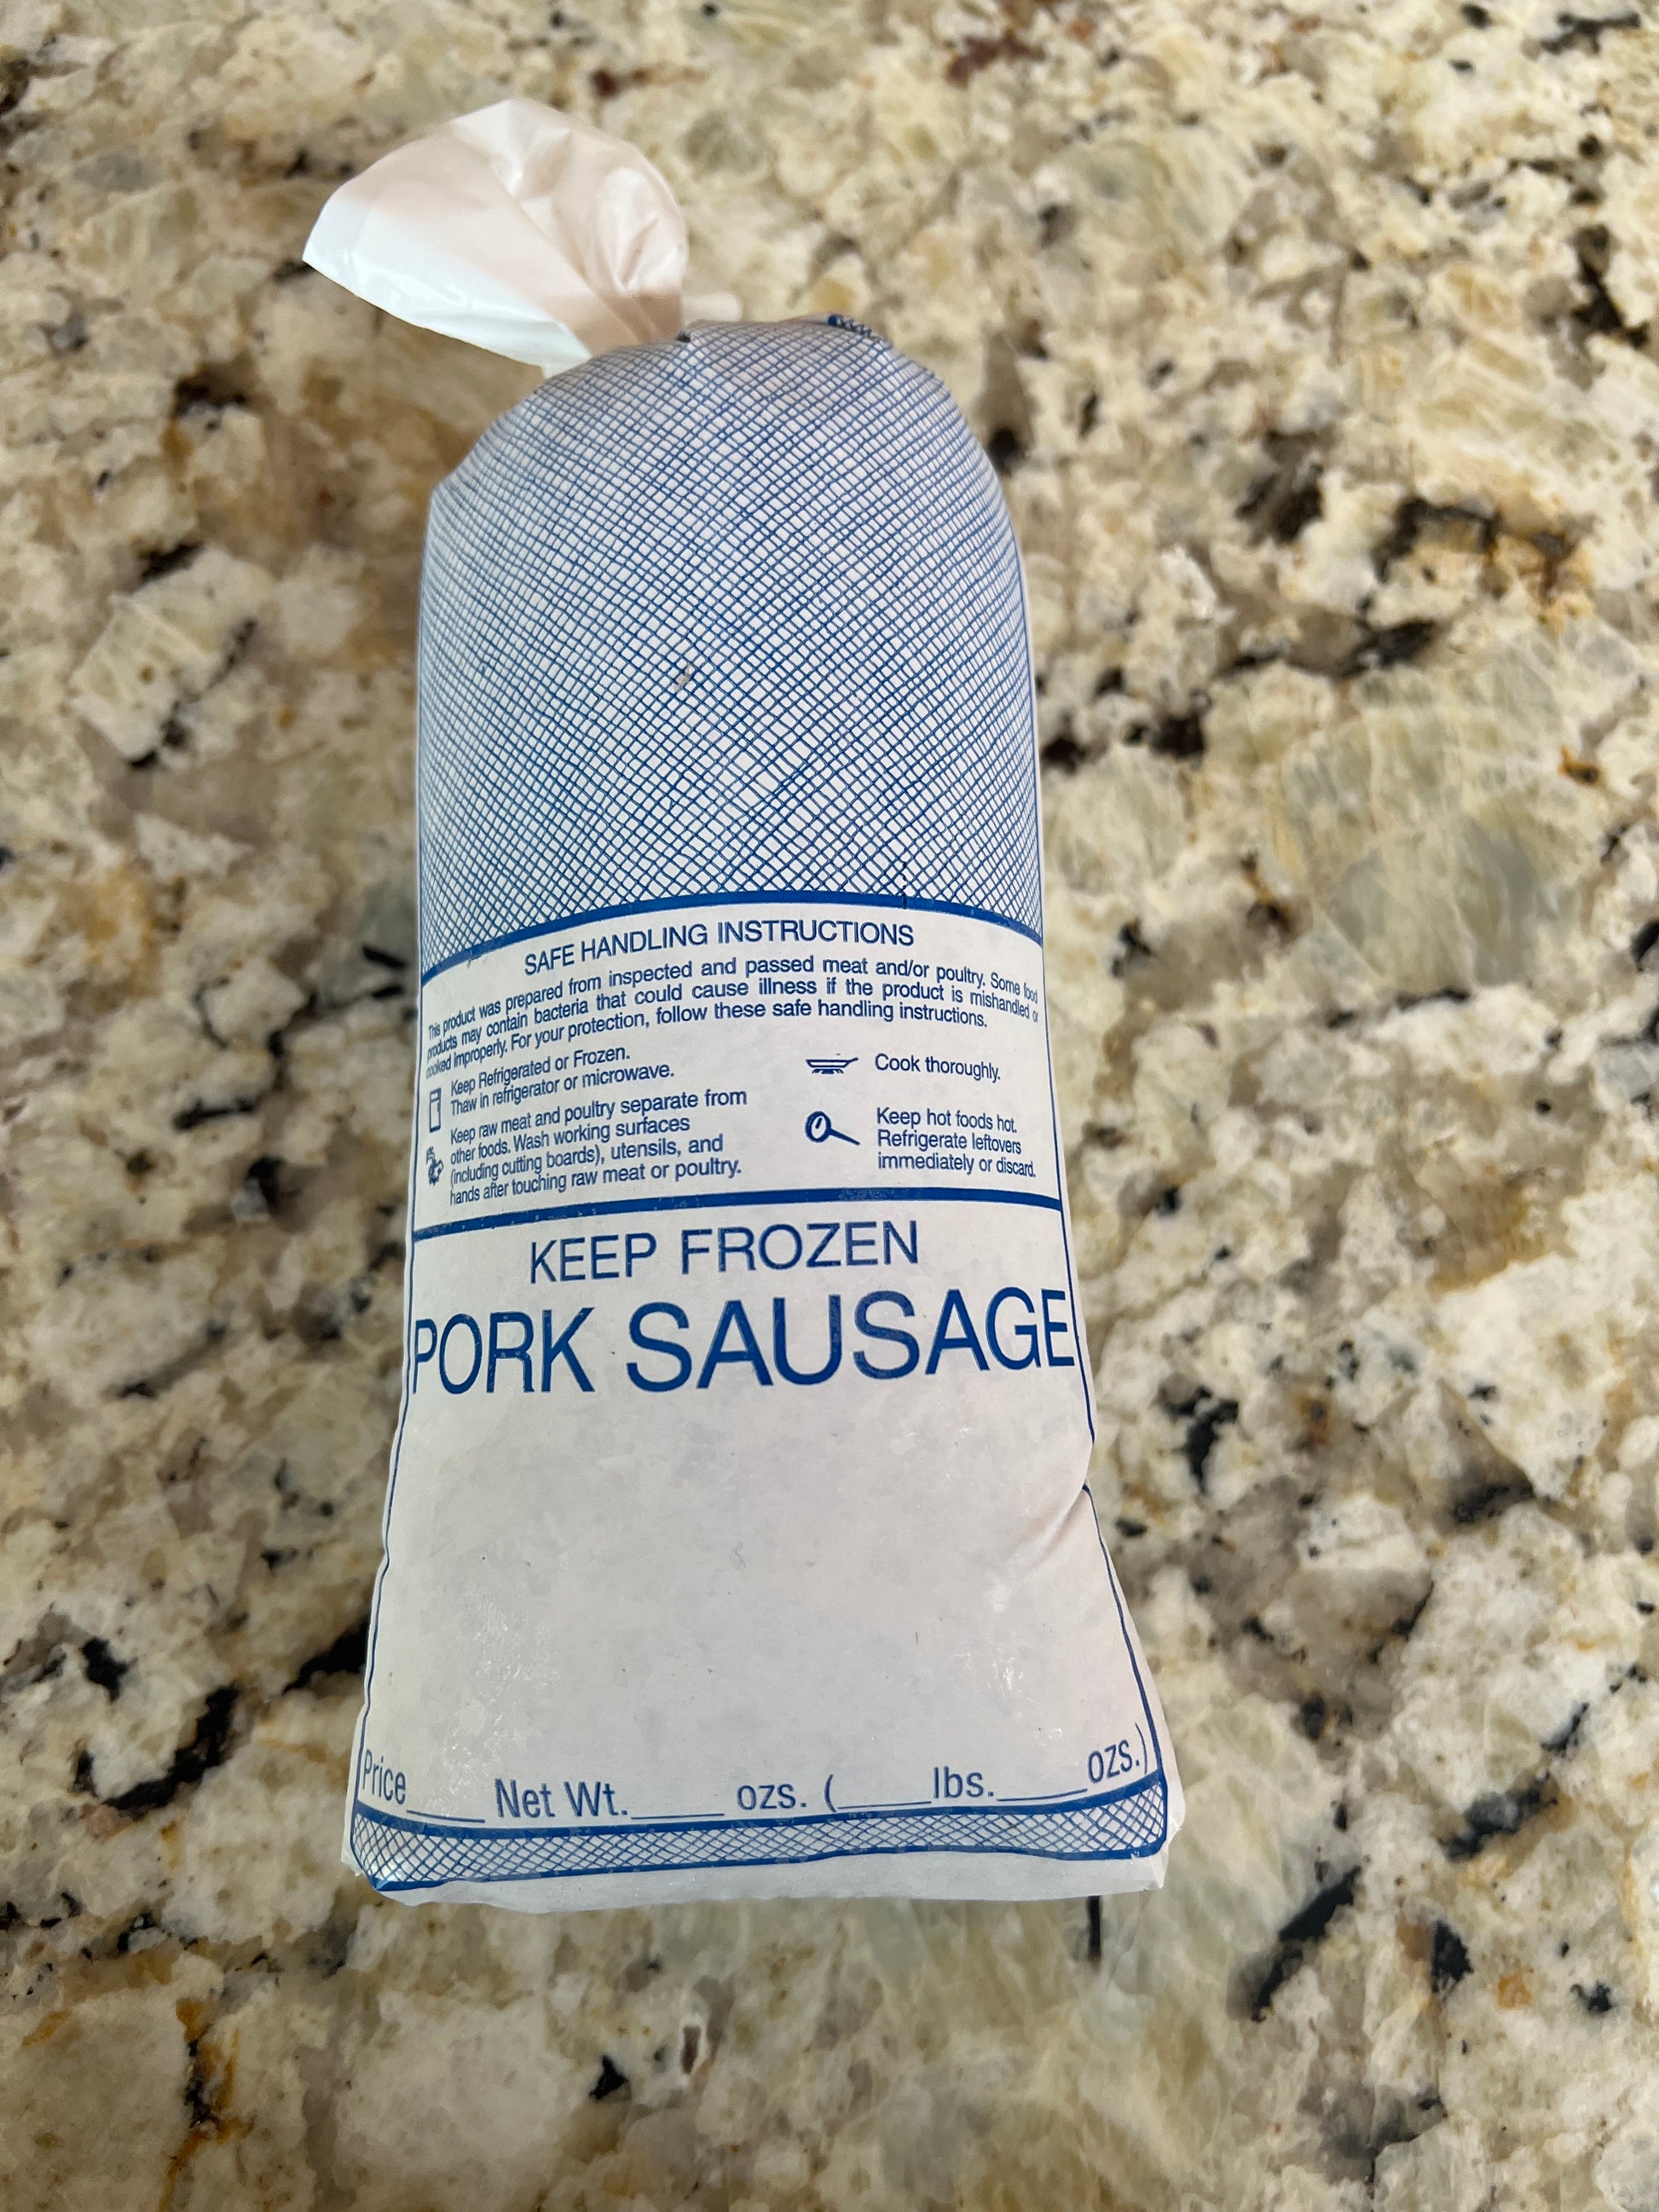 SAFE HANDLING INSTRUCTIONS
This product was prepared from inspected and passed meat and/or poultry. Some food
products may contain bacteria that could cause illness if the product is mishandled or
cooked improperly. For your protection, follow these safe handling instructions.
Keep Refrigerated or Frozen.
Thaw in refrigerator or microwave.
Keep raw meat and poultry separate from
other foods. Wash working surfaces
(including cutting boards), utensils, and
hands after touching raw meat or poultry.
Cook thoroughly.
Keep hot foods hot.
Refrigerate leftovers
immediately or discard.
KEEP FROZEN
PORK SAUSAGE
Price____ Net Wt.____ ozs. (____lbs.____ozs.)